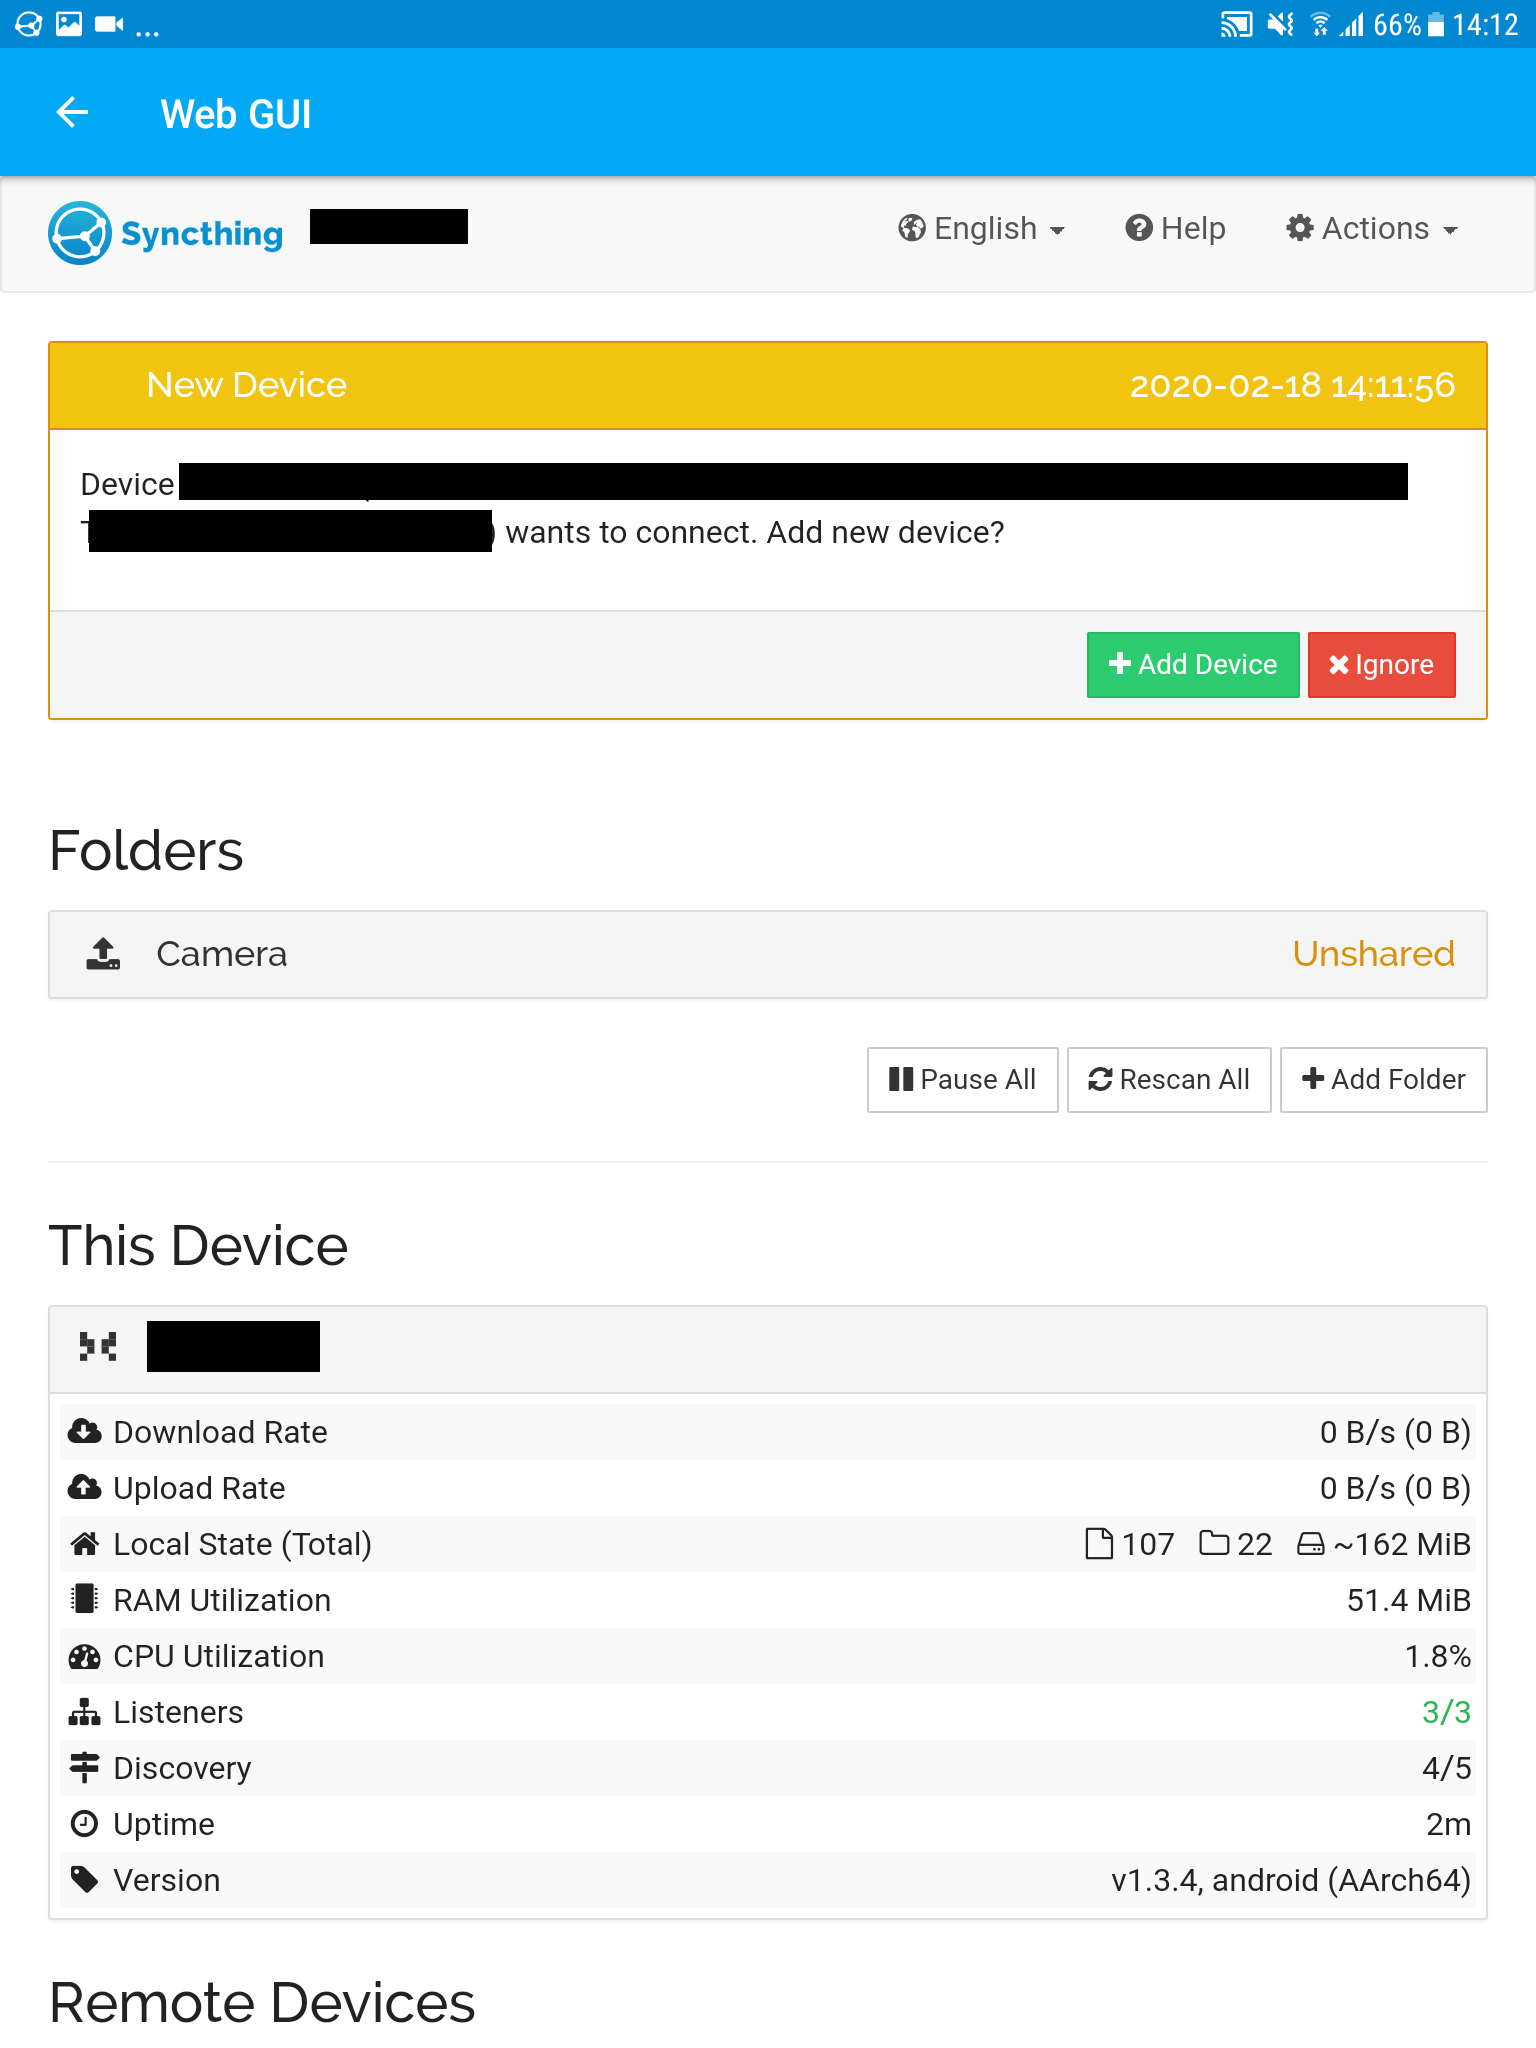 ... 66% 14:12
Web GUI
Syncthing English Help Actions
New Device 2020-02-18 14:11:56
Device
) wants to connect. Add new device?
Add Device Ignore
Folders
Camera Unshared
Pause All Rescan All Add Folder
This Device
Download Rate 0 B/s (0 B)
Upload Rate 0 B/s (0 B)
Local State (Total) 107 22 ~162 MiB
RAM Utilization 51.4 MiB
CPU Utilization 1.8%
Listeners 3/3
Discovery 4/5
Uptime 2m
Version v1.3.4, android (AArch64)
Remote Devices